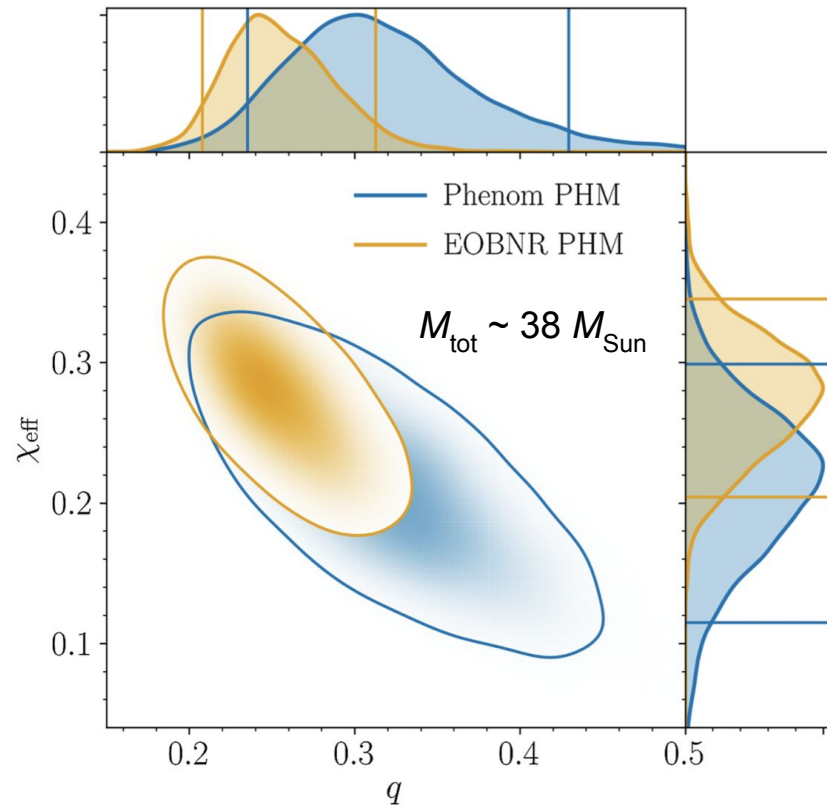 Phenom PHM
EOBNR PHM
M_tot ~ 38 M_Sun
0.4
0.3
0.2
0.1
χ_eff
0.2 0.3 0.4 0.5
q